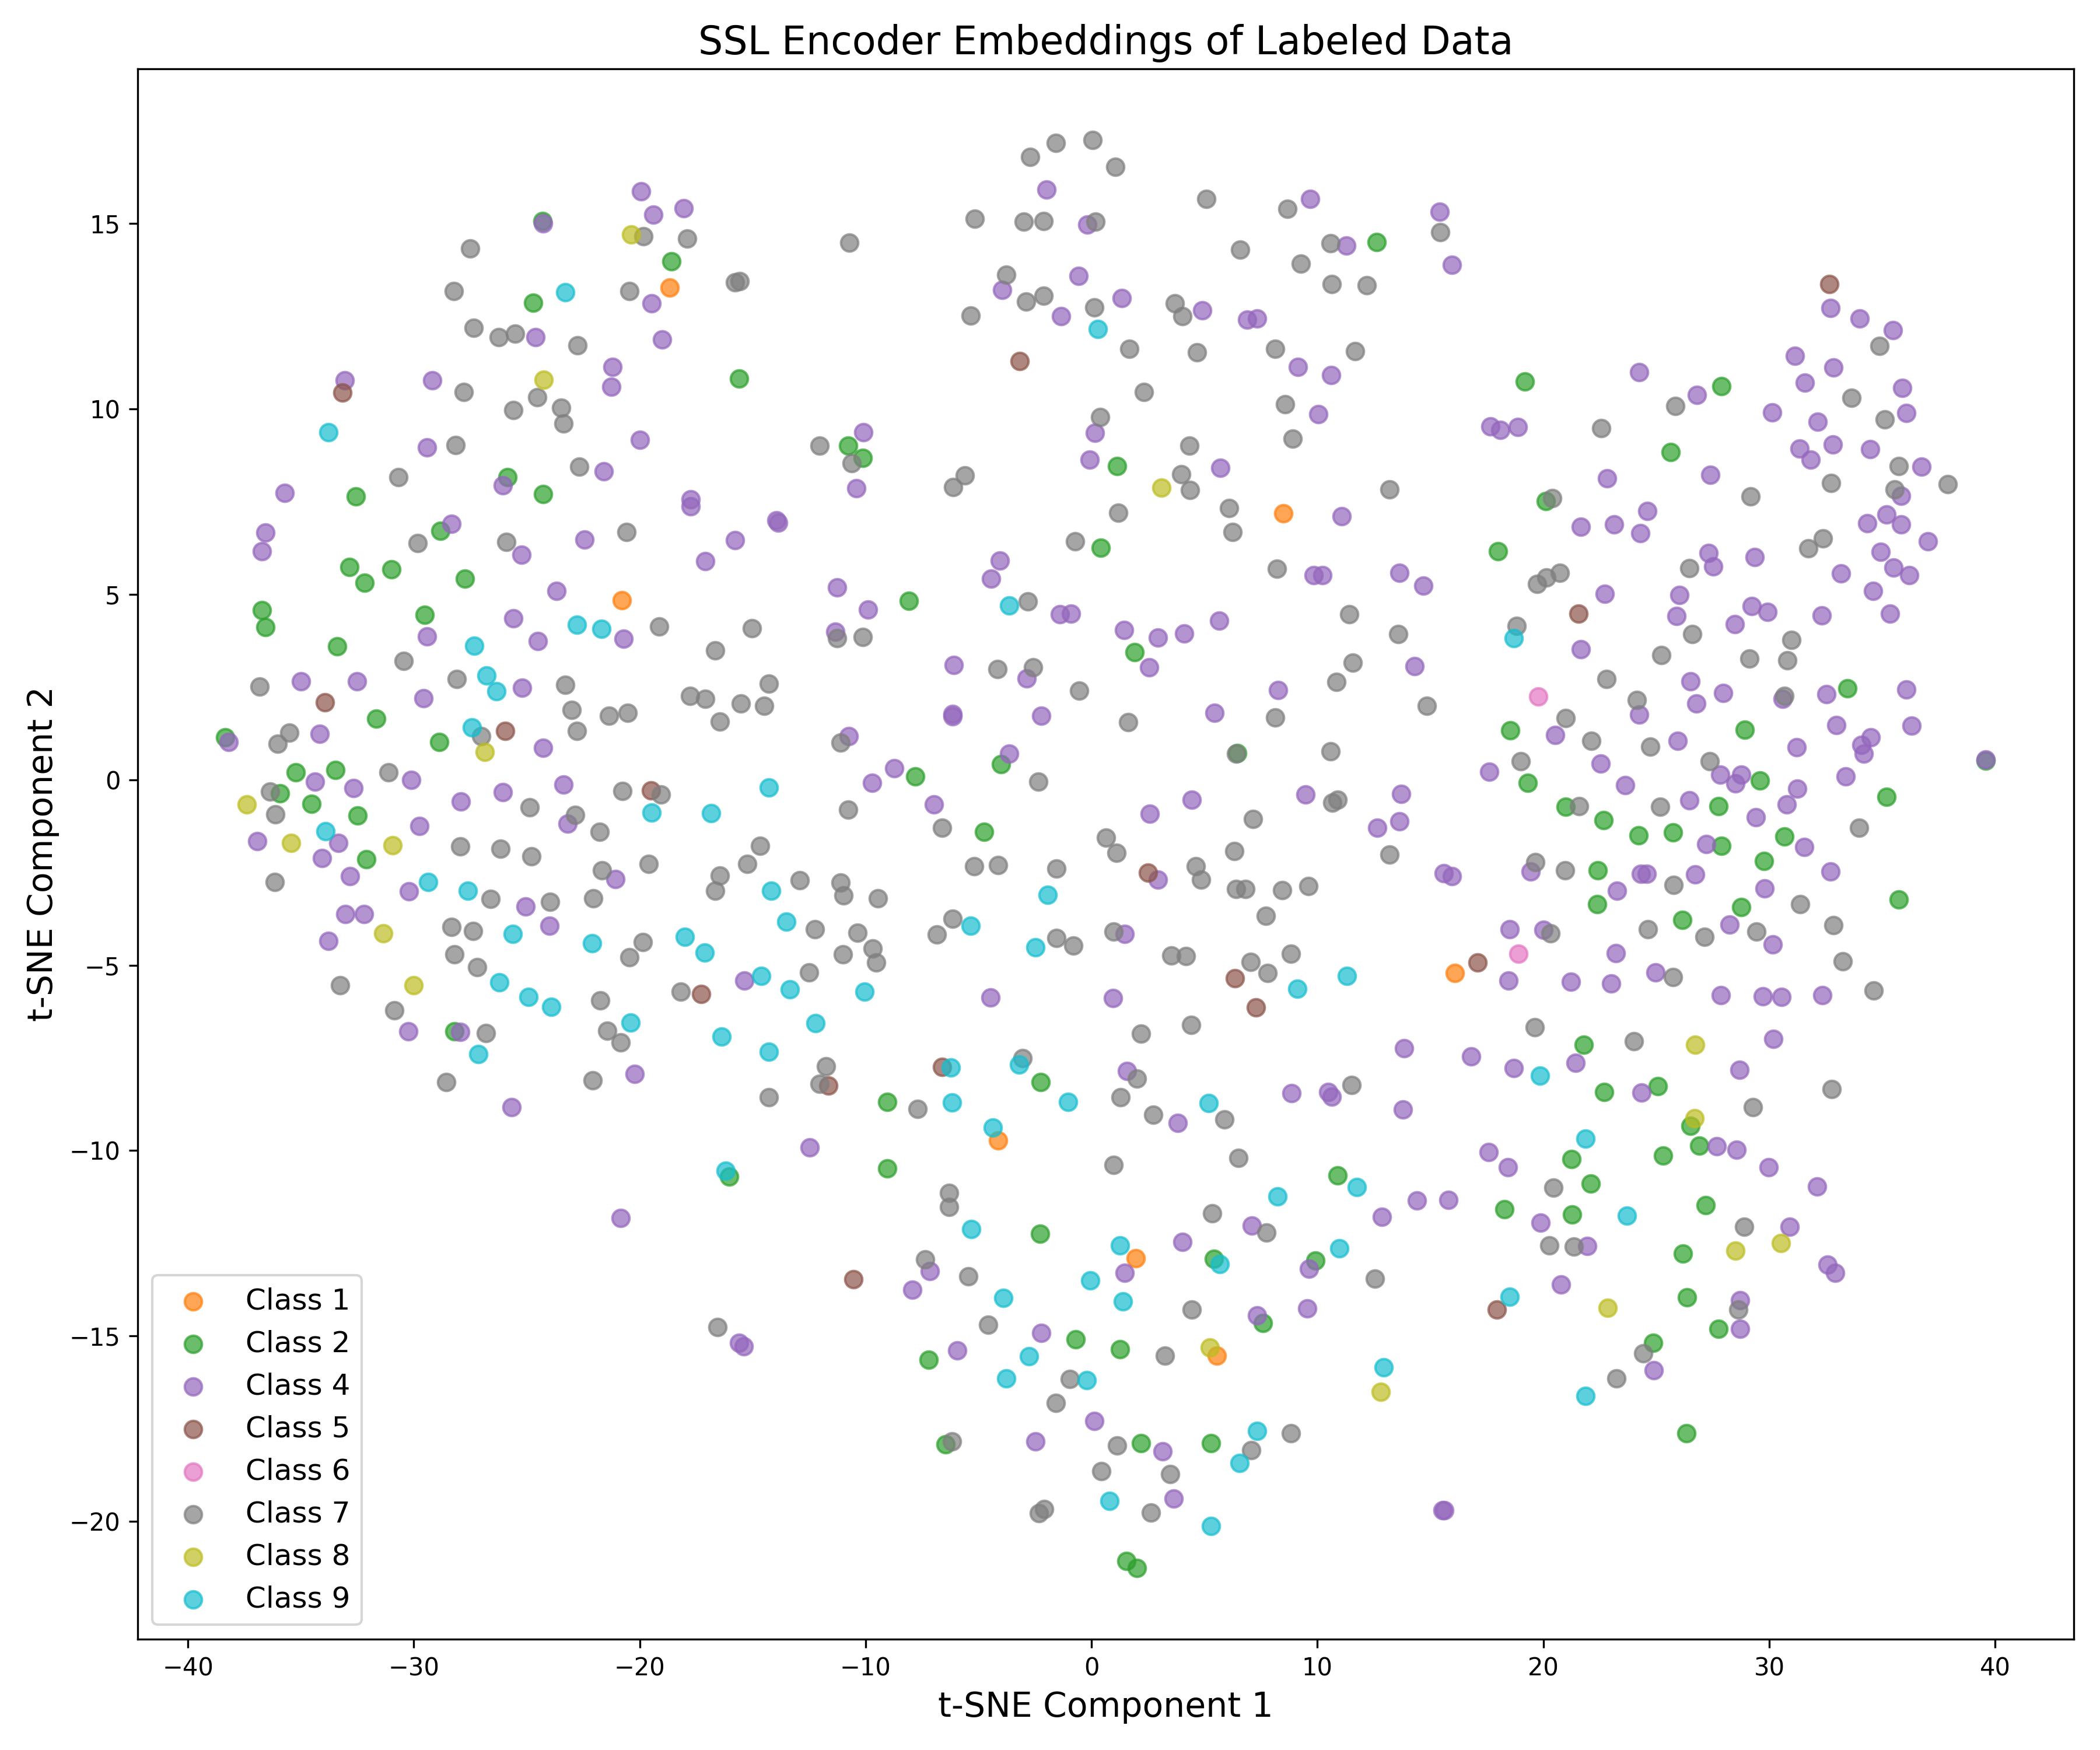 SSL Encoder Embeddings of Labeled Data
t-SNE Component 2
15
10
5
0
−5
−10
−15
−20
Class 1
Class 2
Class 4
Class 5
Class 6
Class 7
Class 8
Class 9
−40 −30 −20 −10 0 10 20 30 40
t-SNE Component 1